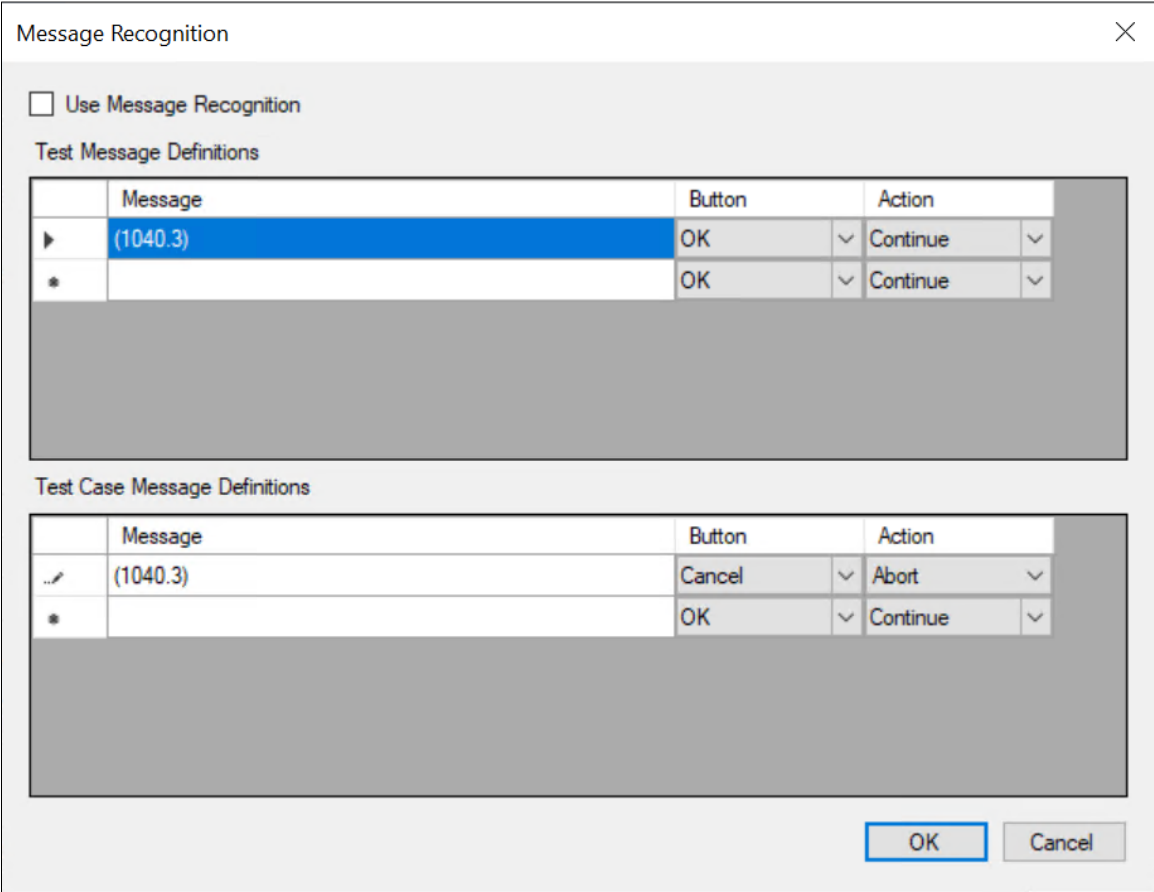 Message Recognition
Use Message Recognition
Test Message Definitions
Message Button Action
(1040.3) OK Continue
OK Continue
Test Case Message Definitions
Message Button Action
(1040.3) Cancel Abort
OK Continue
OK Cancel